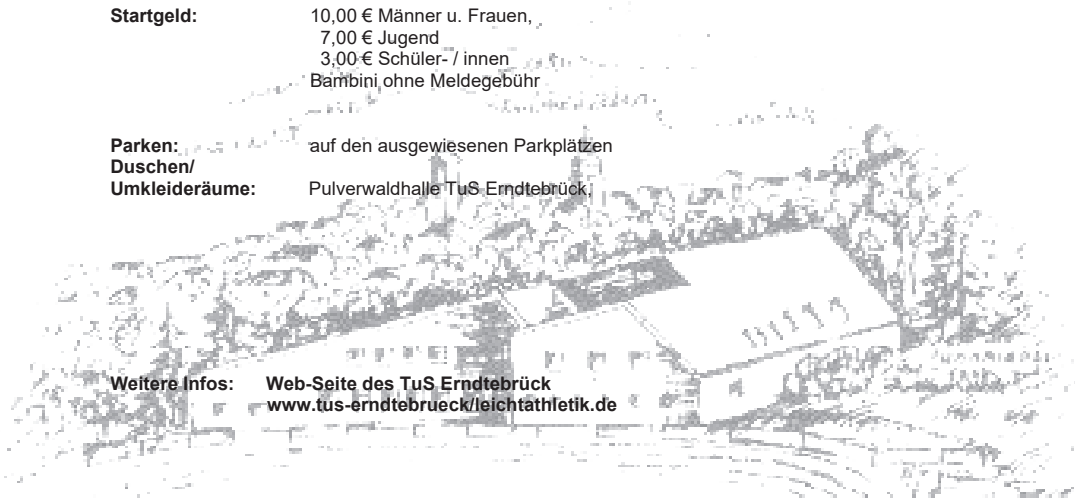 Startgeld: 10,00 € Männer u. Frauen,
7,00 € Jugend
3,00 € Schüler- / innen
Bambini ohne Meldegebühr
Parken: auf den ausgewiesenen Parkplätzen
Duschen/
Umkleideräume: Pulverwaldhalle TuS Erndtebrück,
Weitere Infos: Web-Seite des TuS Erndtebrück
www.tus-erndtebrueck/leichtathletik.de